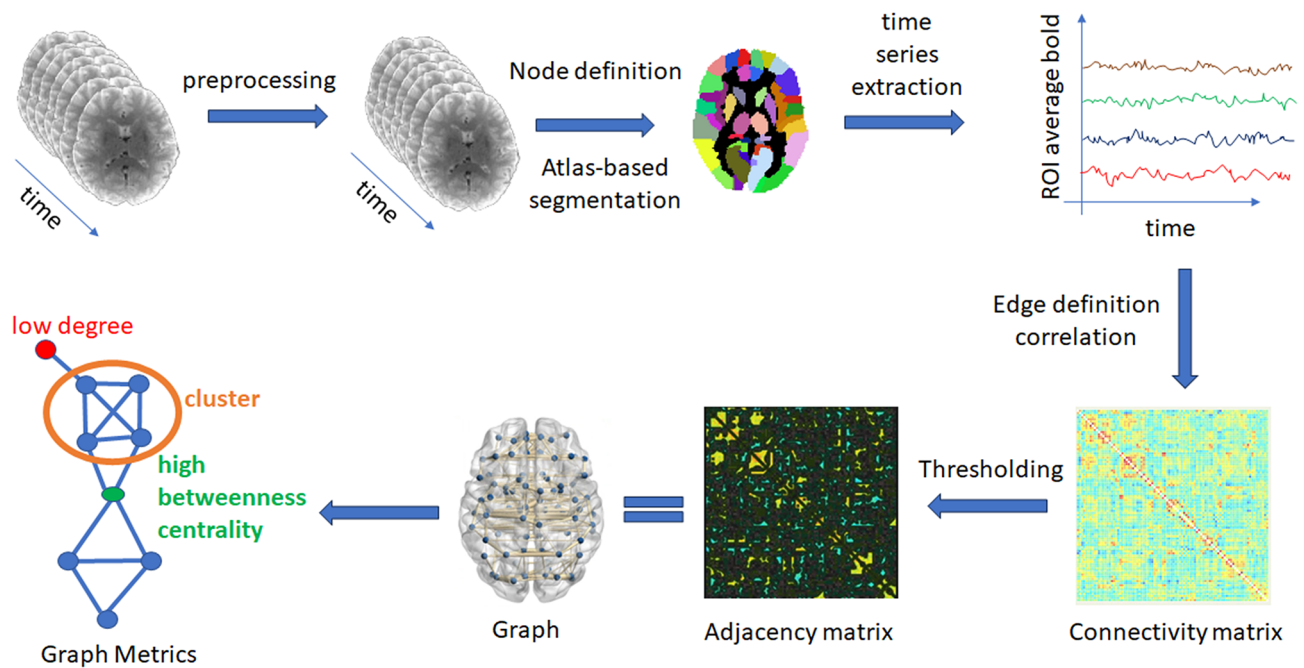 preprocessing
time
time
Node definition
Atlas-based
segmentation
time
series
extraction
ROI average bold
time
Edge definition
correlation
Connectivity matrix
Thresholding
Adjacency matrix
Graph
low degree
cluster
high
betweenness
centrality
Graph Metrics